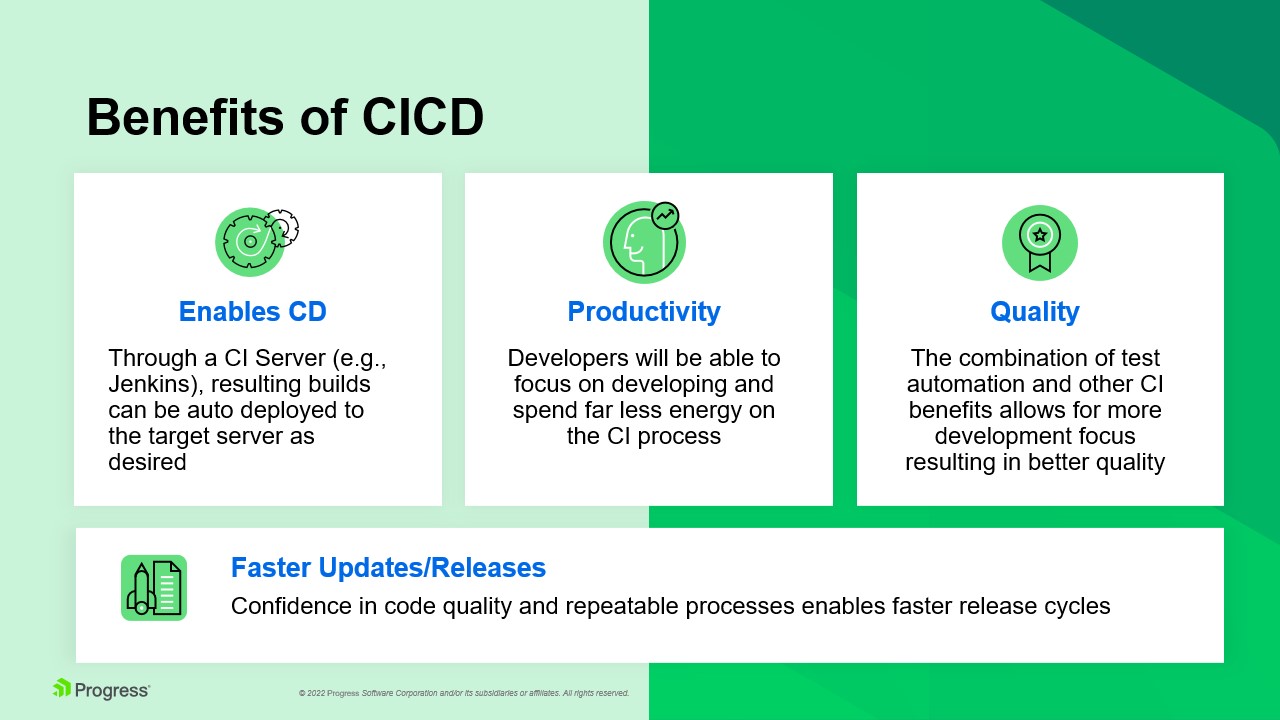 Benefits of CICD
Enables CD
Through a CI Server (e.g.,
Jenkins), resulting builds
can be auto deployed to
the target server as
desired
Productivity
Developers will be able to
focus on developing and
spend far less energy on
the CI process
Quality
The combination of test
automation and other CI
benefits allows for more
development focus
resulting in better quality
Faster Updates/Releases
Confidence in code quality and repeatable processes enables faster release cycles
Progress
© 2022 Progress Software Corporation and/or its subsidiaries or affiliates. All rights reserved.